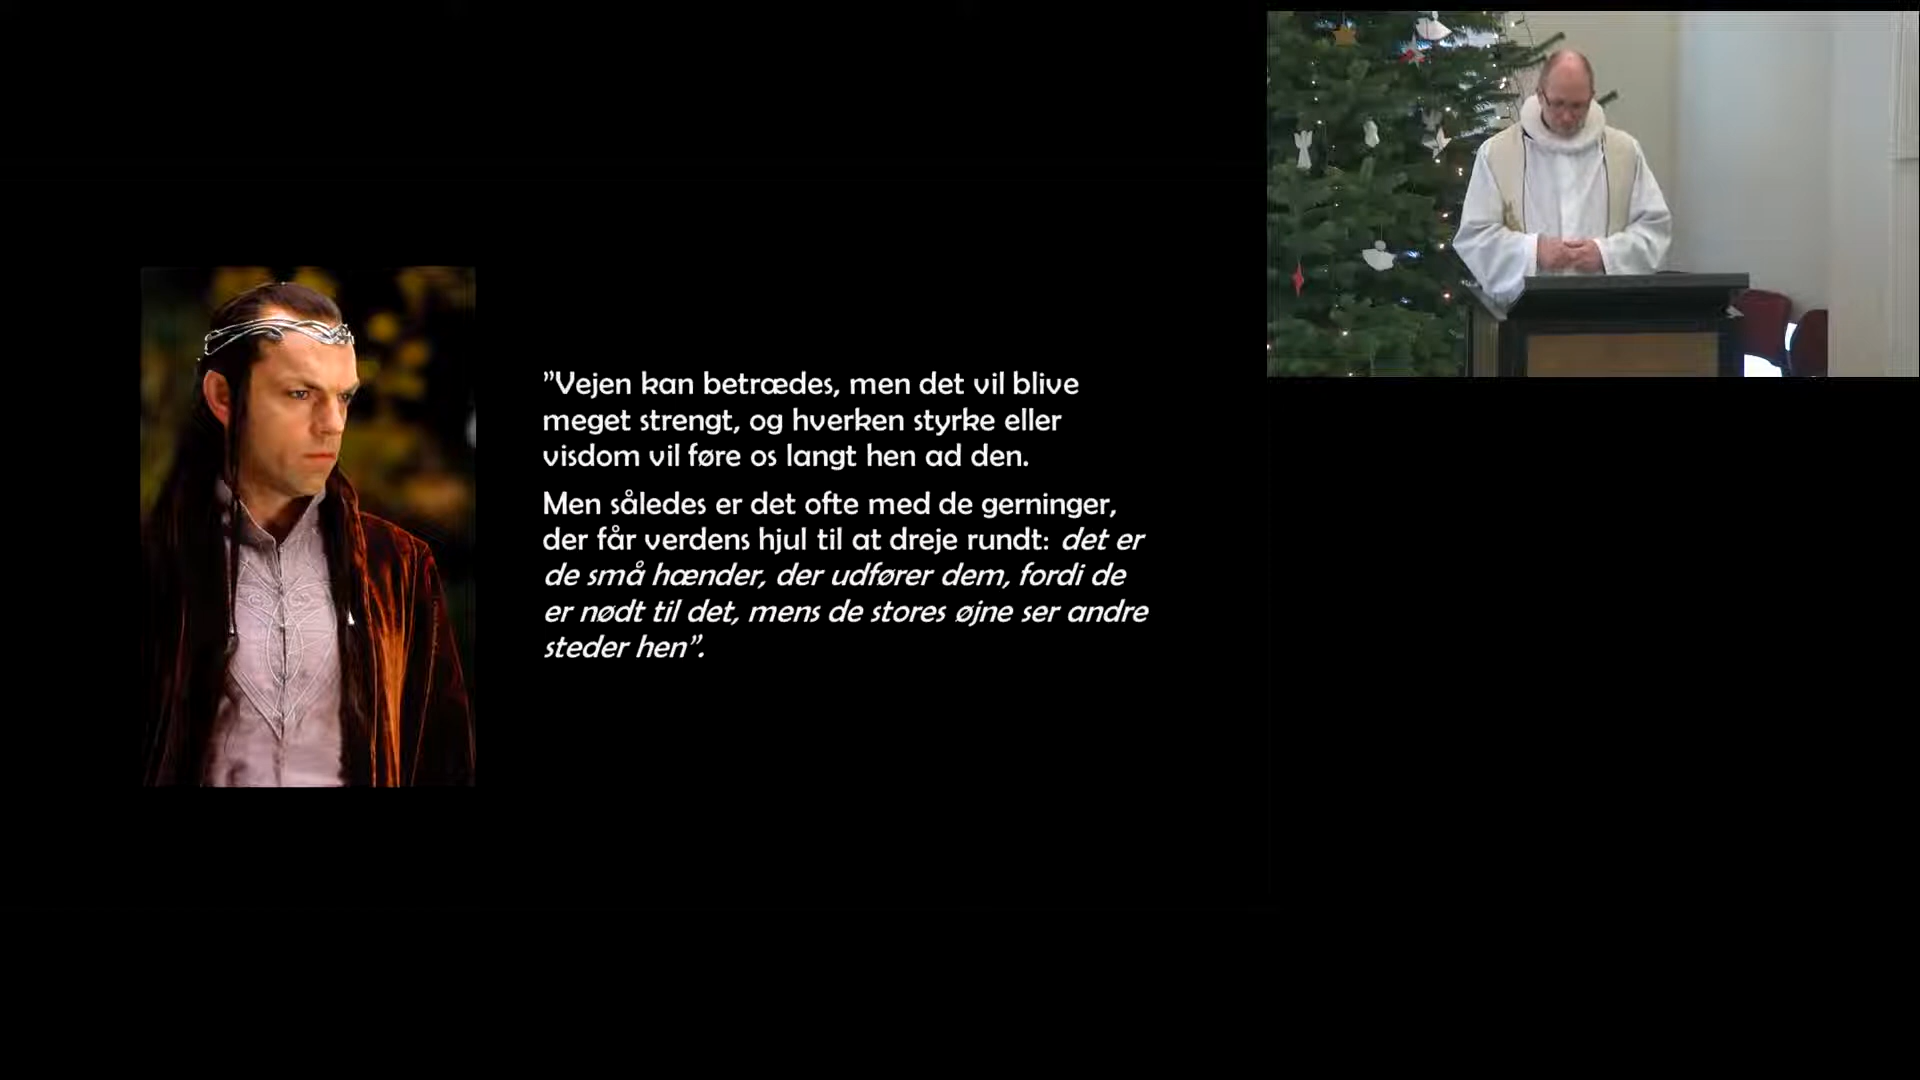 ”Vejen kan betrædes, men det vil blive
meget strengt, og hverken styrke eller
visdom vil føre os langt hen ad den.
Men således er det ofte med de gerninger,
der får verdens hjul til at dreje rundt: det er
de små hænder, der udfører dem, fordi de
er nødt til det, mens de stores øjne ser andre
steder hen”.